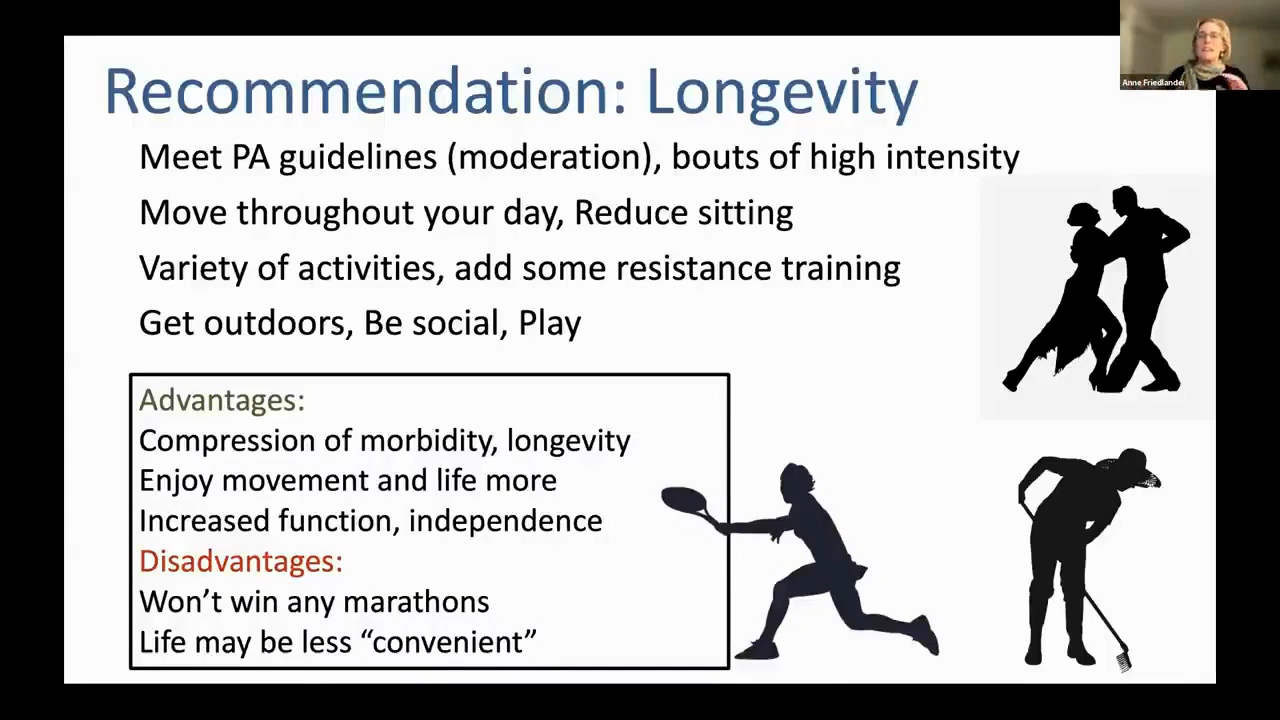 Recommendation: Longevity
Anne Friedlander
Meet PA guidelines (moderation), bouts of high intensity
Move throughout your day, Reduce sitting
Variety of activities, add some resistance training
Get outdoors, Be social, Play
Advantages:
Compression of morbidity, longevity
Enjoy movement and life more
Increased function, independence
Disadvantages:
Won’t win any marathons
Life may be less “convenient”